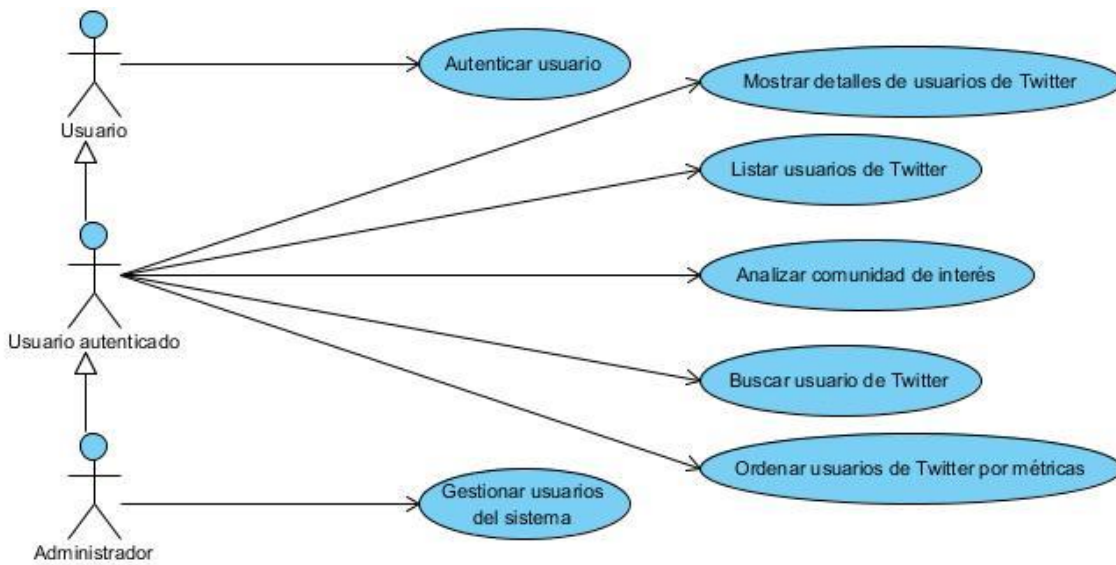 Usuario
Autenticar usuario
Mostrar detalles de usuarios de Twitter
Listar usuarios de Twitter
Usuario autenticado
Analizar comunidad de interés
Buscar usuario de Twitter
Ordenar usuarios de Twitter por métricas
Administrador
Gestionar usuarios
del sistema